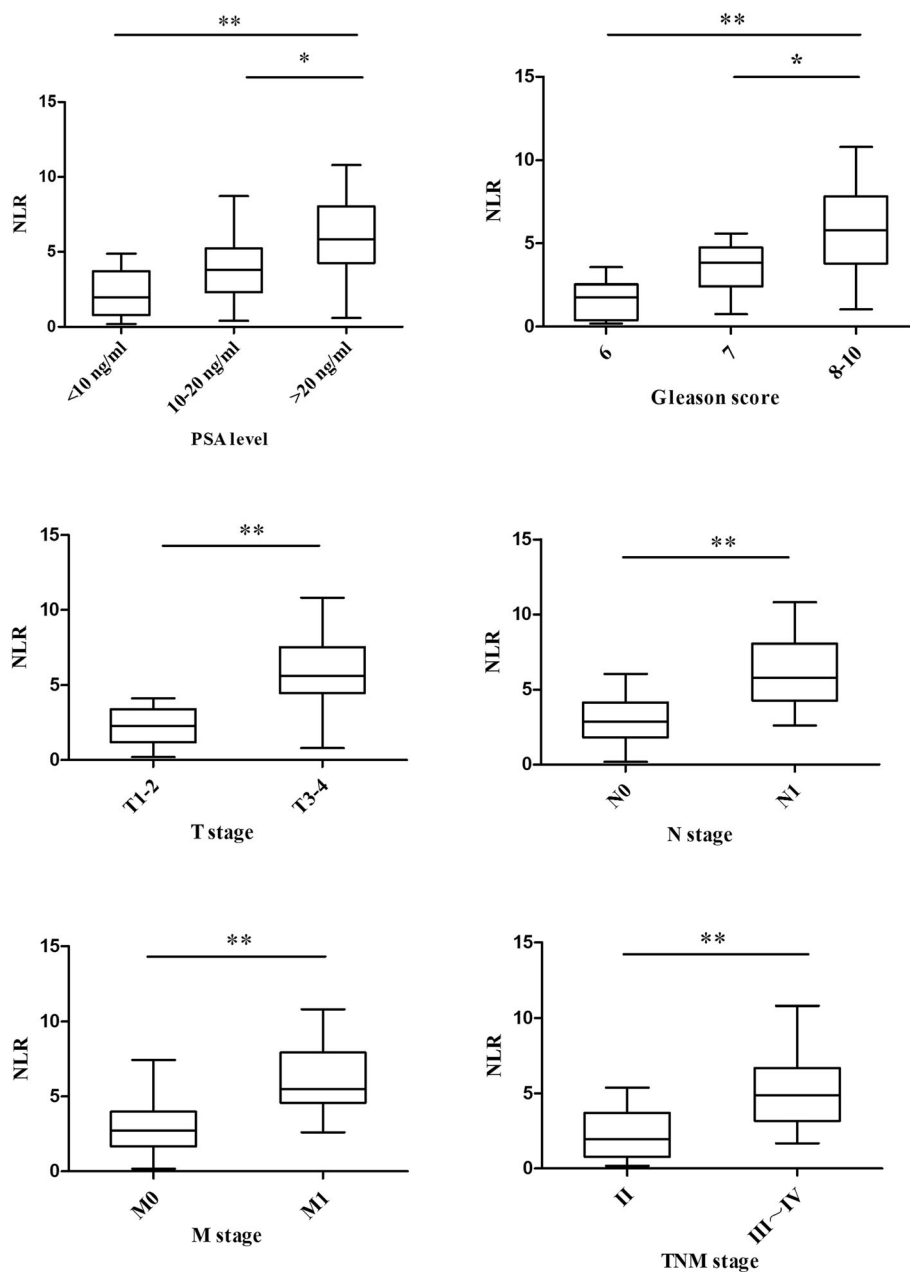 **
*
15
10
5
0
NLR
<10 ng/ml
10-20 ng/ml
>20 ng/ml
PSA level
**
*
15
10
5
0
NLR
6
7
8-10
Gleason score
**
15
10
5
0
NLR
T1-2
T3-4
T stage
**
15
10
5
0
NLR
N0
N1
N stage
**
15
10
5
0
NLR
M0
M1
M stage
**
15
10
5
0
NLR
II
III～IV
TNM stage